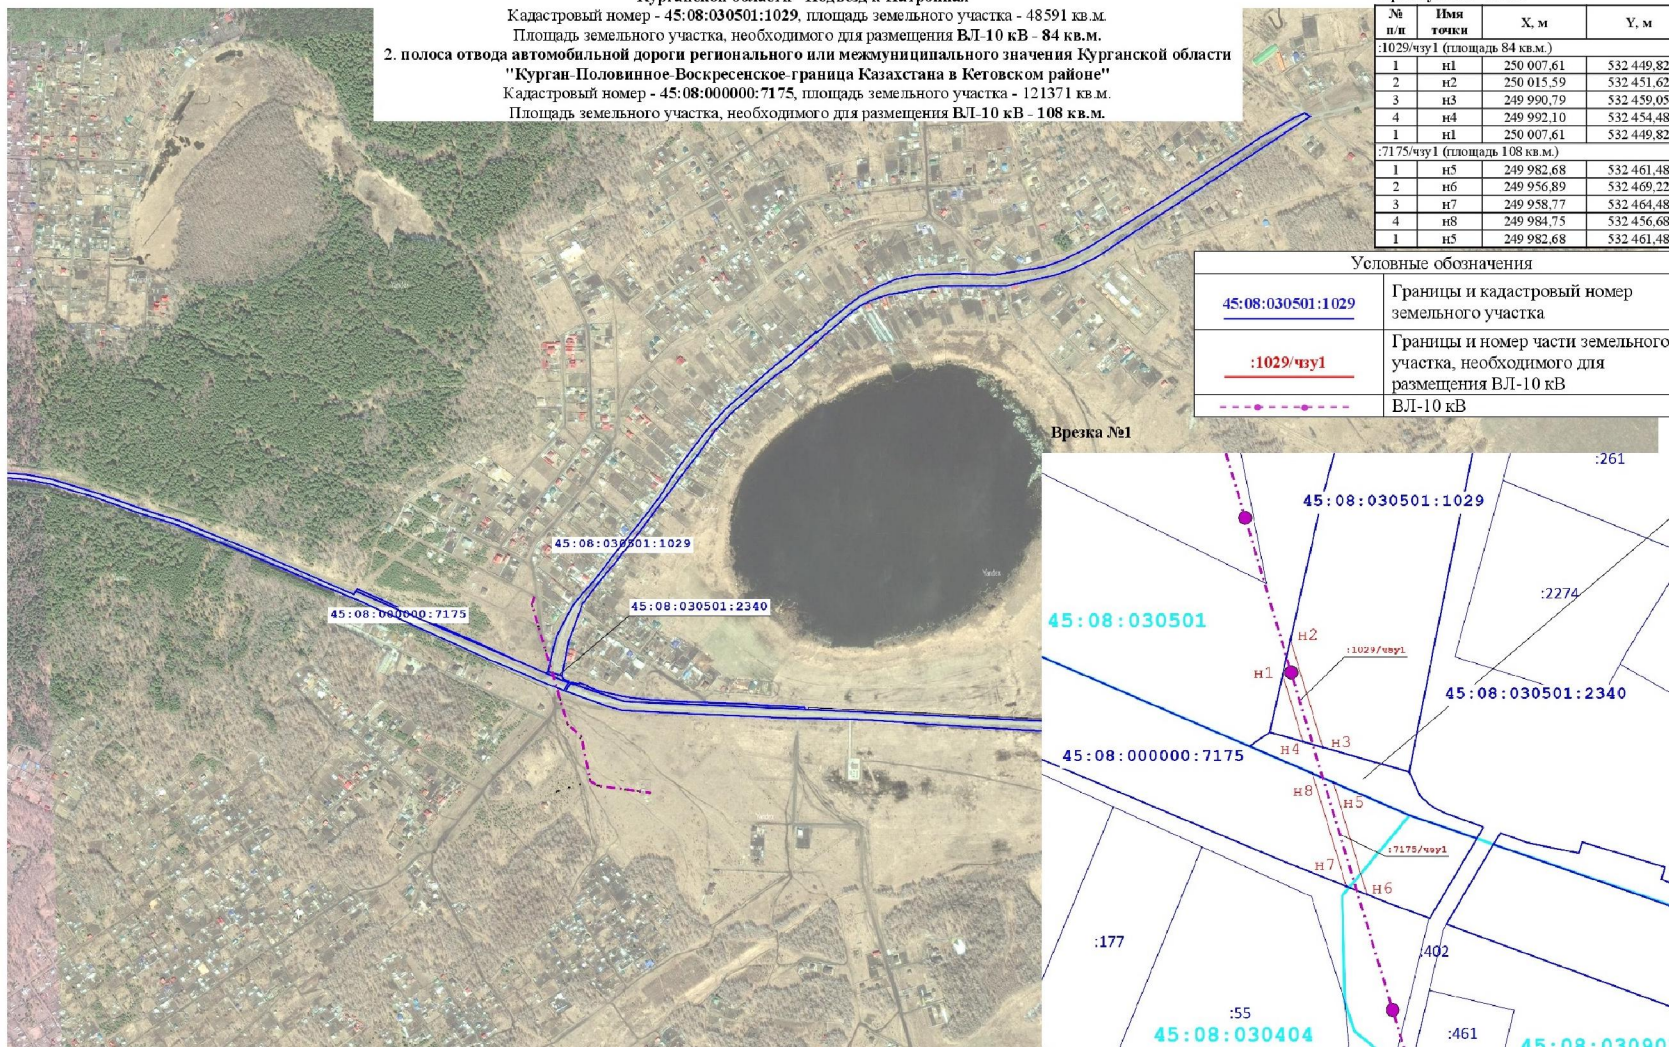 Кадастровый номер - 45:08:030501:1029, площадь земельного участка - 48591 кв.м.
Площадь земельного участка, необходимого для размещения ВЛ-10 кВ - 84 кв.м.
2. полоса отвода автомобильной дороги регионального или межмуниципального значения Курганской области
"Курган-Половинное-Воскресенское-граница Казахстана в Кетовском районе"
Кадастровый номер - 45:08:000000:7175, площадь земельного участка - 121371 кв.м.
Площадь земельного участка, необходимого для размещения ВЛ-10 кВ - 108 кв.м.
№ п/п Имя точки X, м Y, м
:1029/чзу1 (площадь 84 кв.м.)
1 н1 250 007,61 532 449,82
2 н2 250 015,59 532 451,62
3 н3 249 990,79 532 459,05
4 н4 249 992,10 532 454,48
1 н1 250 007,61 532 449,82
:7175/чзу1 (площадь 108 кв.м.)
1 н5 249 982,68 532 461,48
2 н6 249 956,89 532 469,22
3 н7 249 958,77 532 464,48
4 н8 249 984,75 532 456,68
1 н5 249 982,68 532 461,48
Условные обозначения
45:08:030501:1029
Границы и кадастровый номер
земельного участка
:1029/чзу1
Границы и номер части земельного
участка, необходимого для
размещения ВЛ-10 кВ
ВЛ-10 кВ
45:08:030501:1029
45:08:000000:7175
45:08:030501:2340
Yandex
Врезка №1
:261
45:08:030501:1029
:2274
45:08:030501
н2
:1029/чзу1
н1
45:08:030501:2340
н4
н3
45:08:000000:7175
н8
н5
:7175/чзу1
н7
н6
:177
:402
:55
:461
45:08:030404
45:08:03090